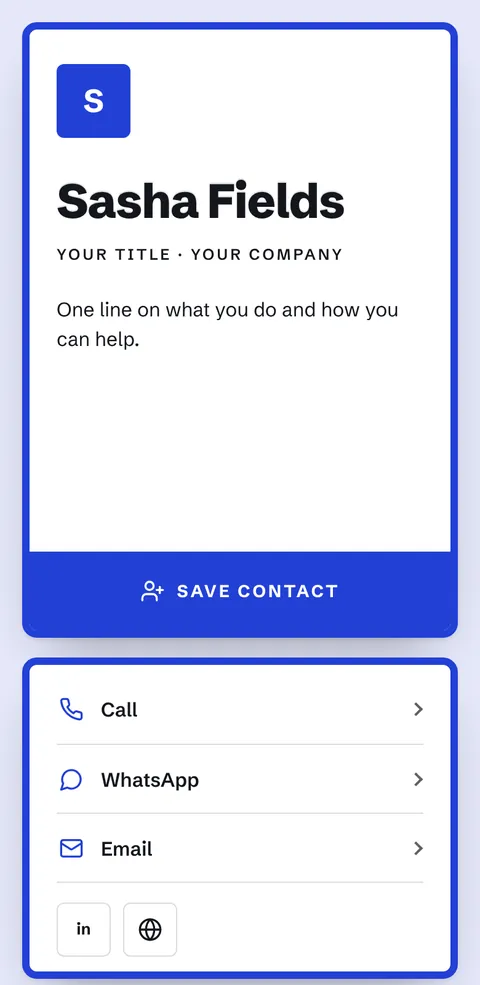 S
Sasha Fields
YOUR TITLE · YOUR COMPANY
One line on what you do and how you
can help.
SAVE CONTACT
Call
WhatsApp
Email
in